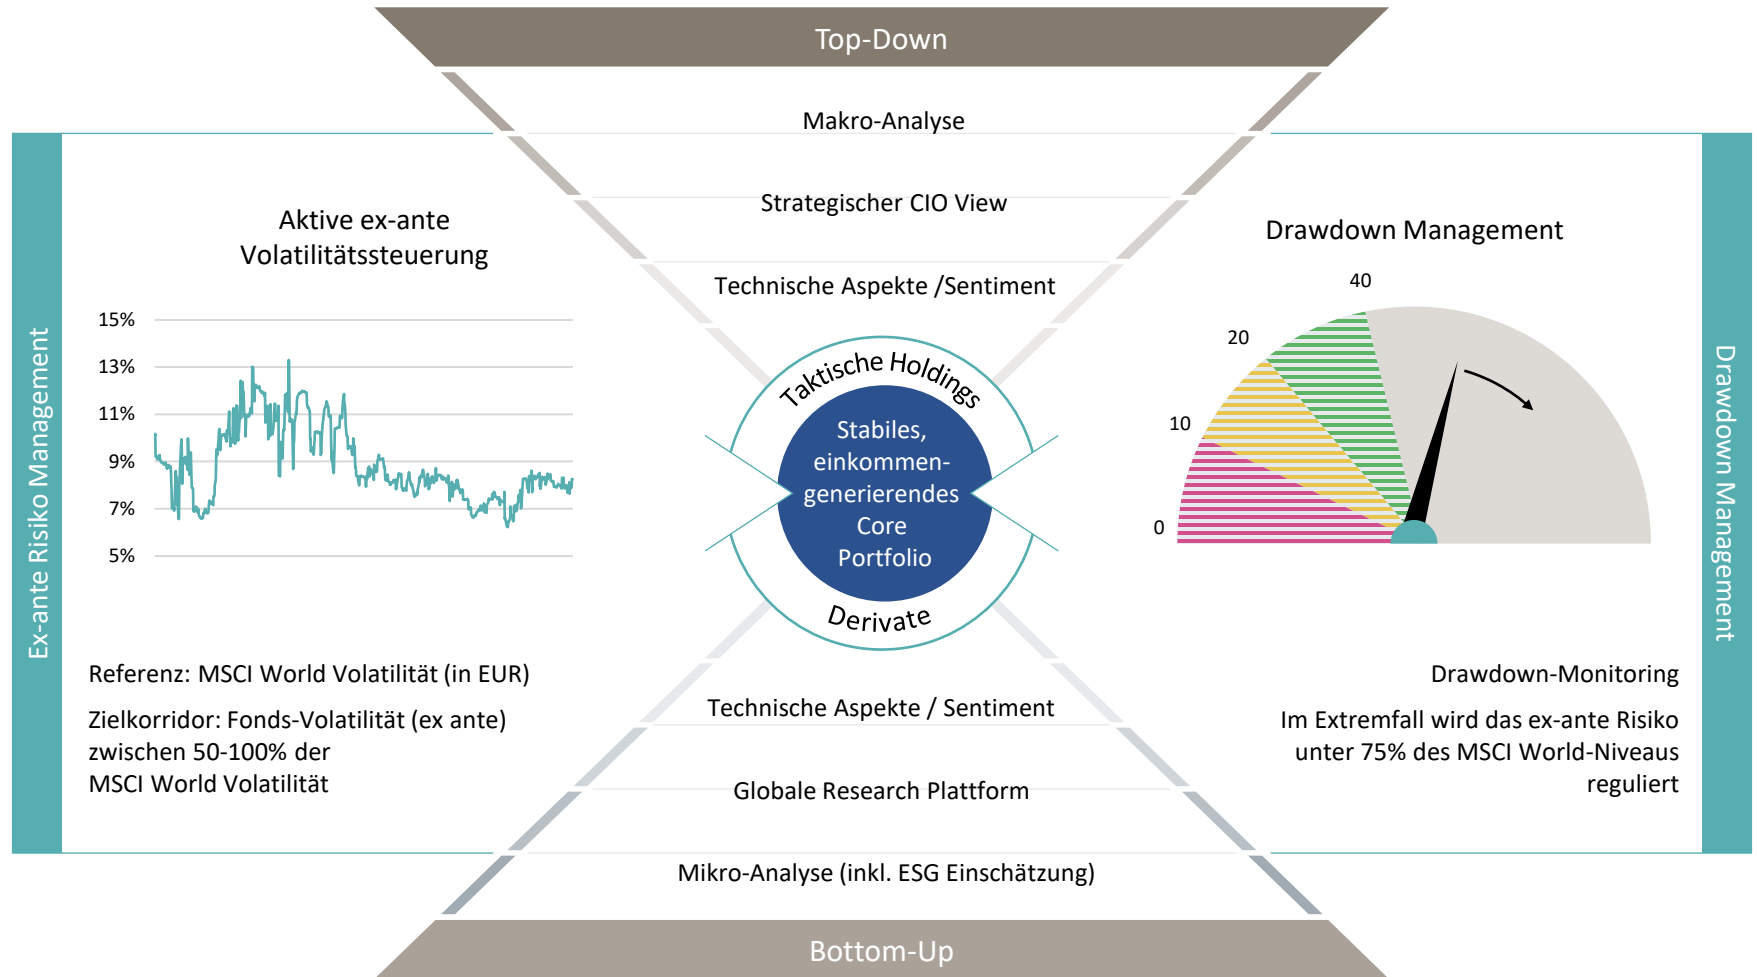 Top-Down
Makro-Analyse
Strategischer CIO View
Technische Aspekte /Sentiment
Ex-ante Risiko Management
Aktive ex-ante
Volatilitätssteuerung
15%
13%
11%
9%
7%
5%
Referenz: MSCI World Volatilität (in EUR)
Zielkorridor: Fonds-Volatilität (ex ante)
zwischen 50-100% der
MSCI World Volatilität
Taktische Holdings
Stabiles,
einkommen-
generierendes
Core
Portfolio
Derivate
Drawdown Management
40
20
10
0
Drawdown-Monitoring
Im Extremfall wird das ex-ante Risiko
unter 75% des MSCI World-Niveaus
reguliert
Drawdown Management
Technische Aspekte / Sentiment
Globale Research Plattform
Mikro-Analyse (inkl. ESG Einschätzung)
Bottom-Up